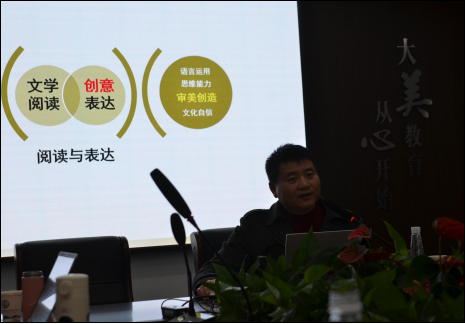 文学
阅读
创意
表达
语言运用
思维能力
审美创造
文化自信
阅读与表达
大美教育
从心开始